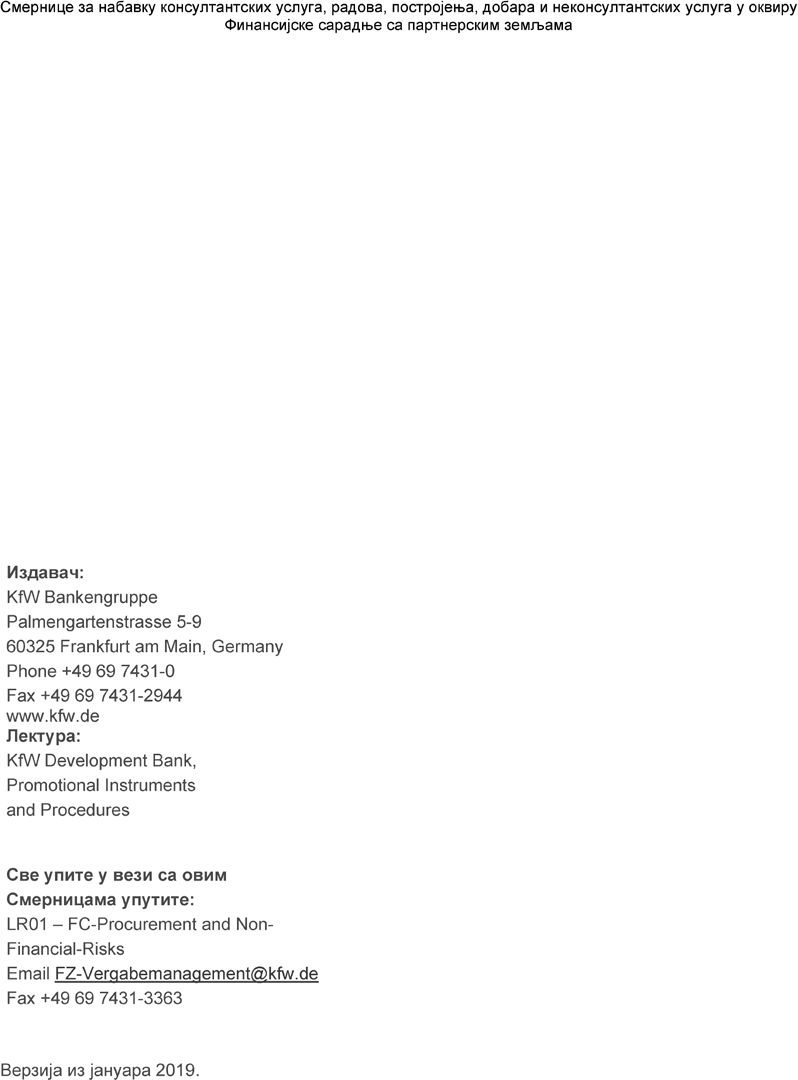 Смернице за набавку консултантских услуга, радова, постројења, добара и неконсултантских услуга у оквиру
Финансијске сарадње са партнерским земљама
Издавач:
KfW Bankengruppe
Palmengartenstrasse 5-9
60325 Frankfurt am Main, Germany
Phone +49 69 7431-0
Fax +49 69 7431-2944
www.kfw.de
Лектура:
KfW Development Bank,
Promotional Instruments
and Procedures
Све упите у вези са овим
Смерницама упутите:
LR01 – FC-Procurement and Non-
Financial-Risks
Email FZ-Vergabemanagement@kfw.de
Fax +49 69 7431-3363
Верзија из јануара 2019.